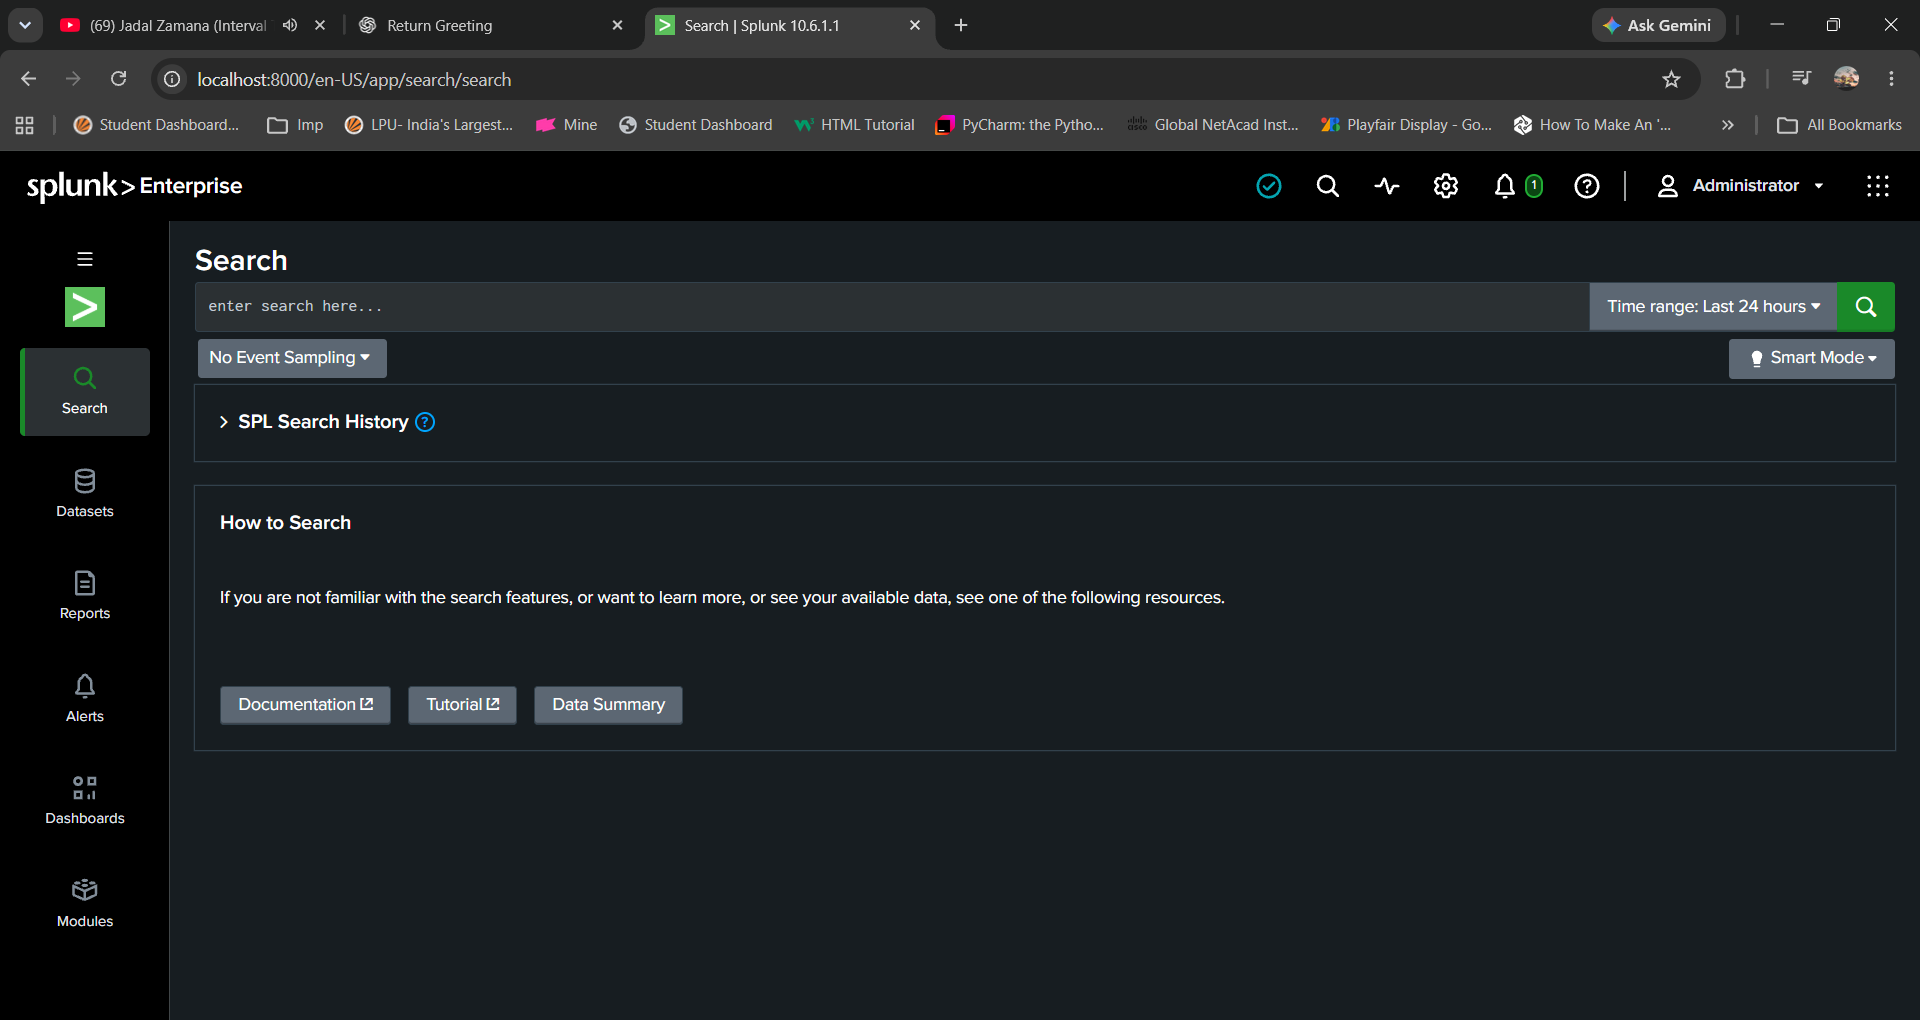 (69) Jadal Zamana (Interval
Return Greeting
Search | Splunk 10.6.1.1
Ask Gemini
localhost:8000/en-US/app/search/search
Student Dashboard...
Imp
LPU- India's Largest...
Mine
Student Dashboard
HTML Tutorial
PyCharm: the Pytho...
Global NetAcad Inst...
Playfair Display - Go...
How To Make An '...
All Bookmarks
splunk>Enterprise
1
Administrator
Search
enter search here...
Time range: Last 24 hours
No Event Sampling
Smart Mode
Search
SPL Search History ?
Datasets
How to Search
If you are not familiar with the search features, or want to learn more, or see your available data, see one of the following resources.
Reports
Documentation
Tutorial
Data Summary
Alerts
Dashboards
Modules